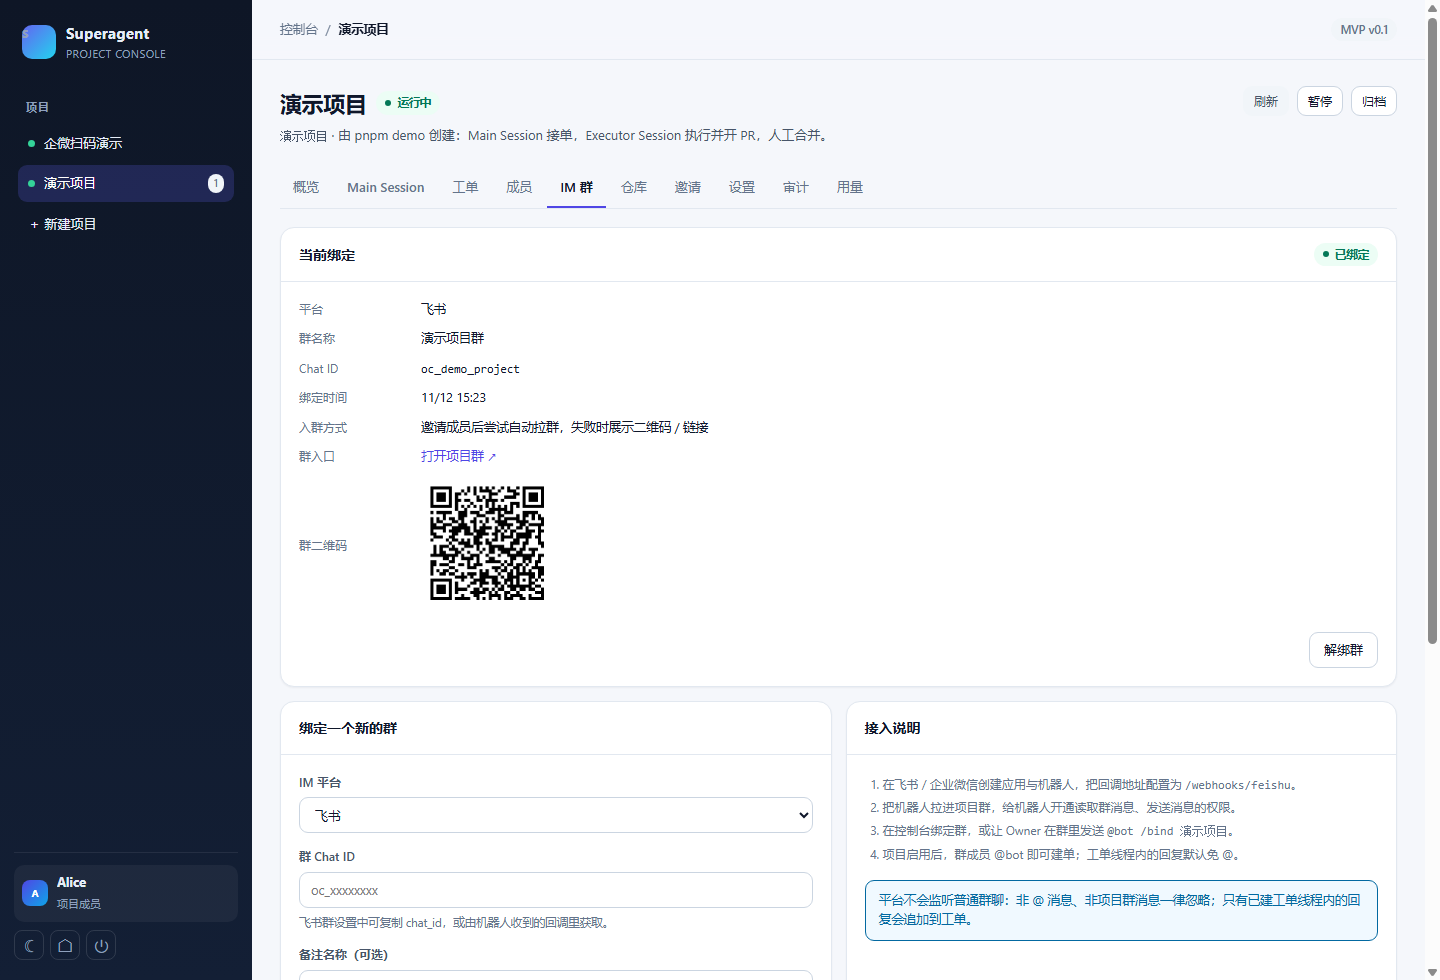 Superagent
PROJECT CONSOLE
项目
企微扫码演示
演示项目 1
+ 新建项目
Alice
项目成员
A
控制台 / 演示项目
MVP v0.1
演示项目 运行中
刷新 暂停 归档
演示项目 · 由 pnpm demo 创建：Main Session 接单，Executor Session 执行并开 PR，人工合并。
概览 Main Session 工单 成员 IM 群 仓库 邀请 设置 审计 用量
当前绑定 已绑定
平台 飞书
群名称 演示项目群
Chat ID oc_demo_project
绑定时间 11/12 15:23
入群方式 邀请成员后尝试自动拉群，失败时展示二维码 / 链接
群入口 打开项目群 ↗
群二维码
解绑群
绑定一个新的群
IM 平台
飞书
群 Chat ID
oc_xxxxxxxx
飞书群设置中可复制 chat_id，或由机器人收到的回调里获取。
备注名称（可选）
接入说明
1. 在飞书 / 企业微信创建应用与机器人，把回调地址配置为 /webhooks/feishu。
2. 把机器人拉进项目群，给机器人开通读取群消息、发送消息的权限。
3. 在控制台绑定群，或让 Owner 在群里发送 @bot /bind 演示项目。
4. 项目启用后，群成员 @bot 即可建单；工单线程内的回复默认免 @。
平台不会监听普通群聊：非 @ 消息、非项目群消息一律忽略；只有已建工单线程内的回
复会追加到工单。